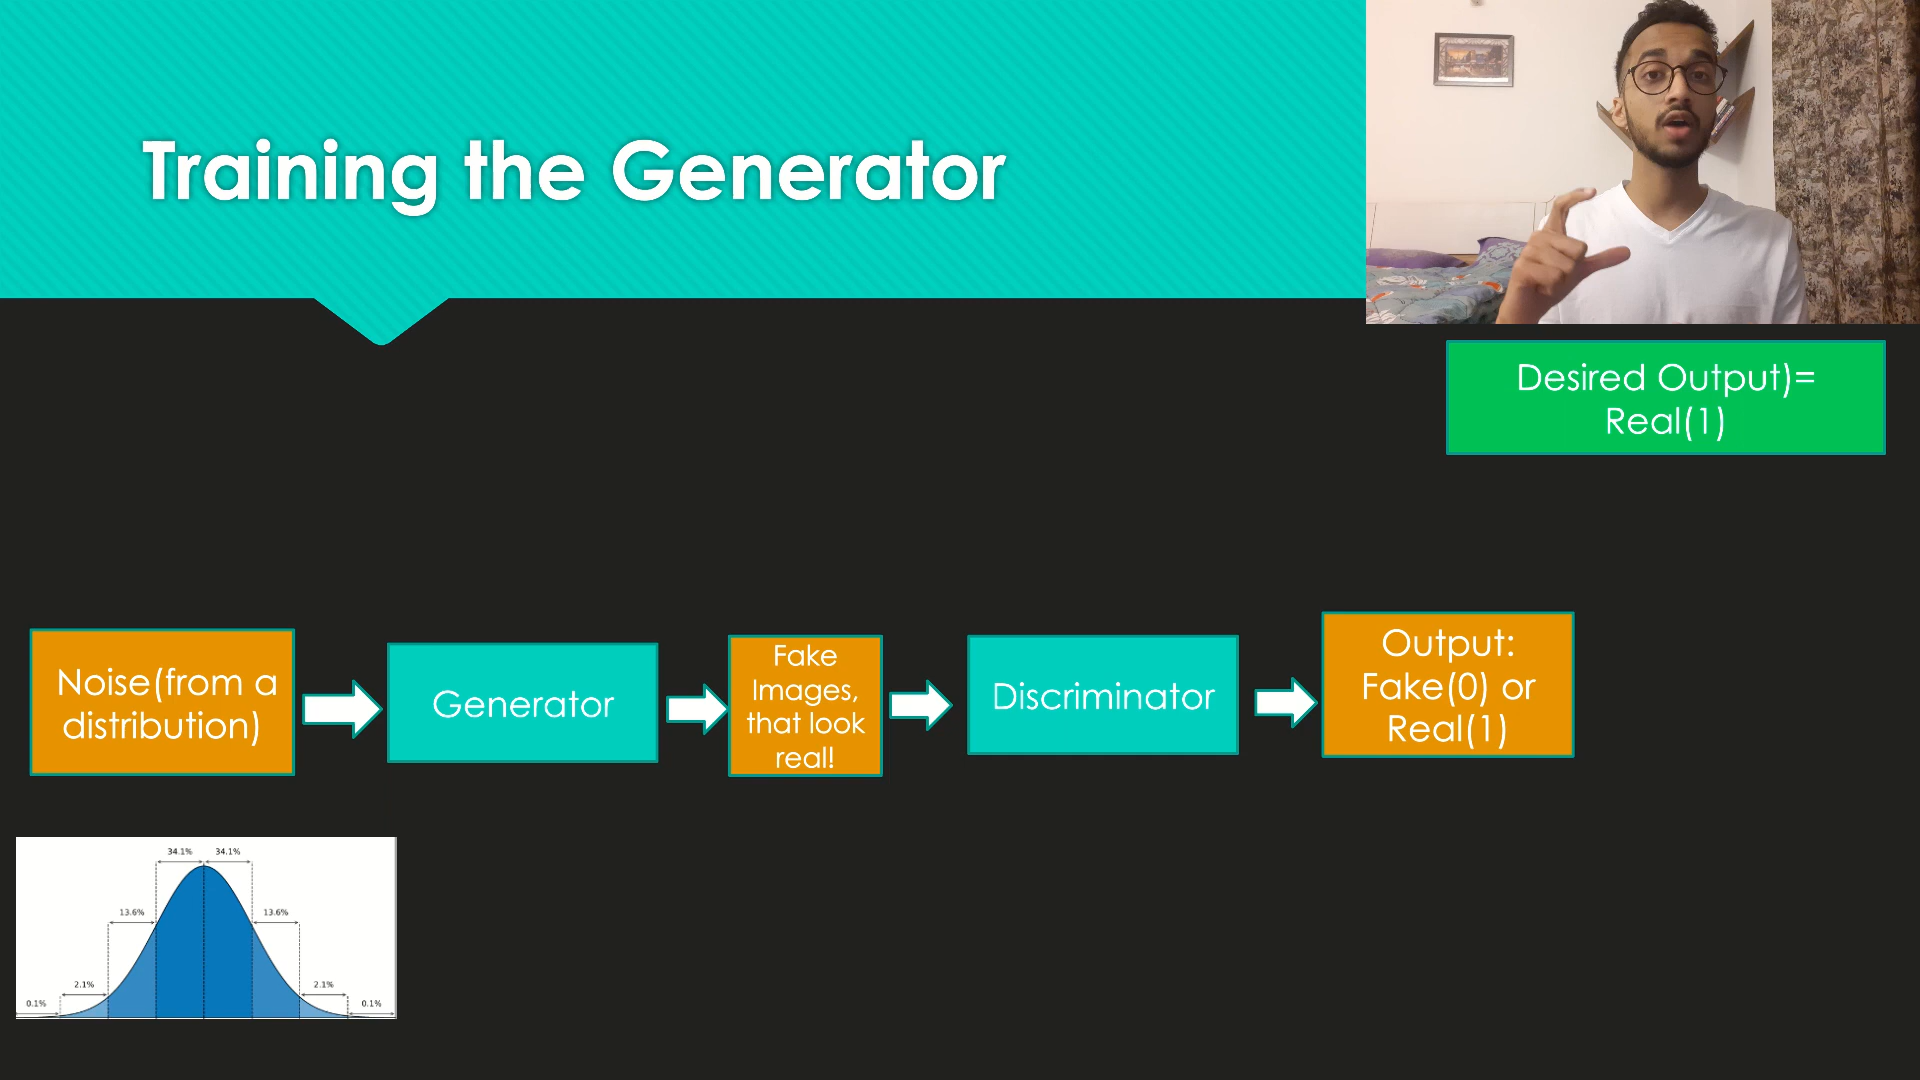 Training the Generator
Desired Output)=
Real(1)
Noise(from a
distribution)
Generator
Fake
Images,
that look
real!
Discriminator
Output:
Fake(0) or
Real(1)
34.1% 34.1%
13.6% 13.6%
2.1% 2.1%
0.1% 0.1%